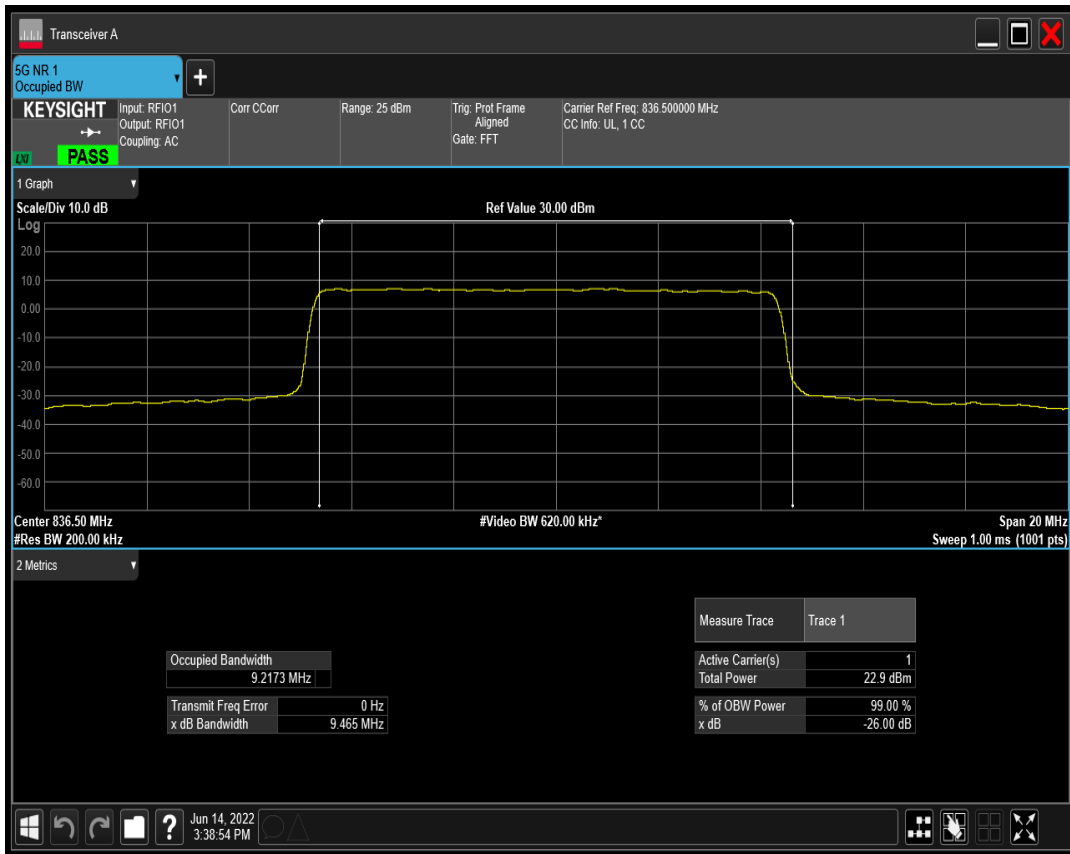 Transceiver A
5G NR 1
Occupied BW
+
KEYSIGHT
Input: RFIO1
Output: RFIO1
Coupling: AC
Corr CCorr
Range: 25 dBm
Trig: Prot Frame
Aligned
Gate: FFT
Carrier Ref Freq: 836.500000 MHz
CC Info: UL, 1 CC
LXI
PASS
1 Graph
Scale/Div 10.0 dB
Ref Value 30.00 dBm
Log
20.0
10.0
0.00
-10.0
-20.0
-30.0
-40.0
-50.0
-60.0
Center 836.50 MHz
#Video BW 620.00 kHz*
Span 20 MHz
#Res BW 200.00 kHz
Sweep 1.00 ms (1001 pts)
2 Metrics
Measure Trace Trace 1
Occupied Bandwidth
9.2173 MHz
Active Carrier(s) 1
Total Power 22.9 dBm
Transmit Freq Error 0 Hz
x dB Bandwidth 9.465 MHz
% of OBW Power 99.00 %
x dB -26.00 dB
?
Jun 14, 2022
3:38:54 PM